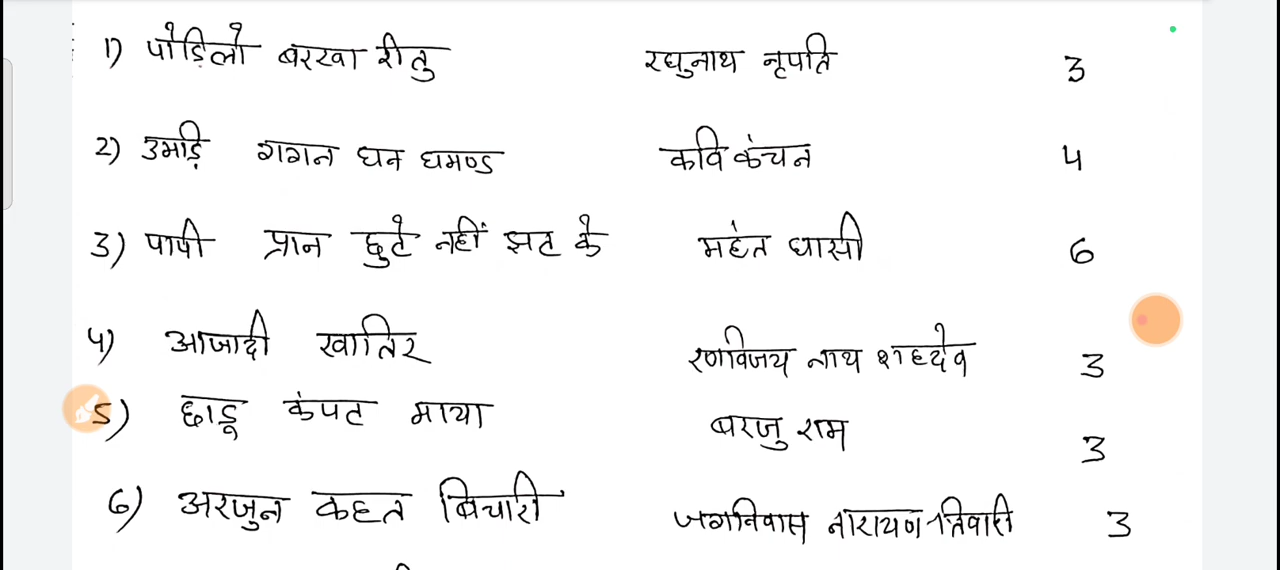 1) पोड़िलो बरखा रीतु रघुनाथ नृपति 3
2) उमड़ि गगन घन घमण्ड कवि कंचन 4
3) पापी प्रान छुटे नहीं झट के महंत घासी 6
4) आजादी खातिर रणविजय नाथ शाहदेव 3
5) छाडू कंपट माया बरजु राम 3
6) अरजुन कहत बिचारी जगनिवास नारायण तिवारी 3